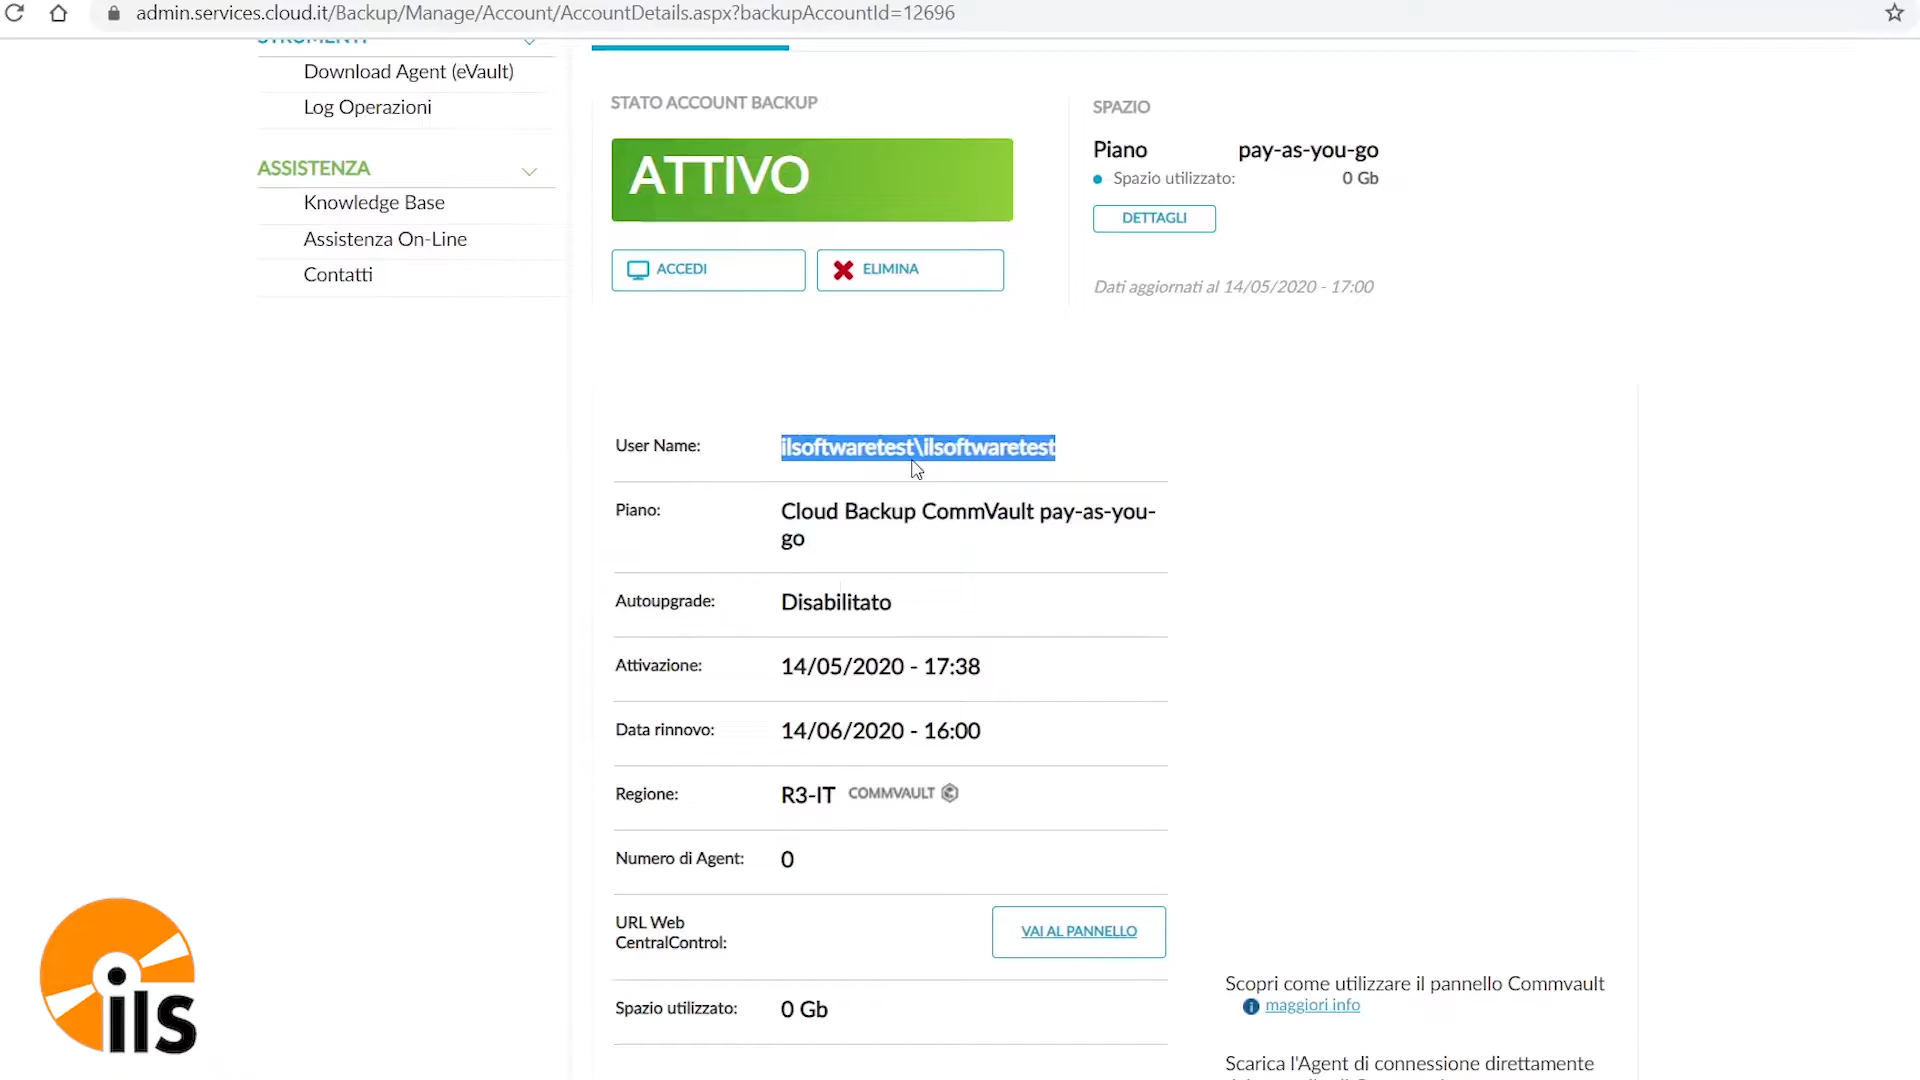 admin.services.cloud.it/Backup/Manage/Account/AccountDetails.aspx?backupAccountId=12696
STRUMENTI
Download Agent (eVault)
Log Operazioni
ASSISTENZA
Knowledge Base
Assistenza On-Line
Contatti
STATO ACCOUNT BACKUP
ATTIVO
ACCEDI
ELIMINA
SPAZIO
Piano pay-as-you-go
Spazio utilizzato: 0 Gb
DETTAGLI
Dati aggiornati al 14/05/2020 - 17:00
User Name: ilsoftwaretest\ilsoftwaretest
Piano: Cloud Backup CommVault pay-as-you-
go
Autoupgrade: Disabilitato
Attivazione: 14/05/2020 - 17:38
Data rinnovo: 14/06/2020 - 16:00
Regione: R3-IT COMMVAULT
Numero di Agent: 0
URL Web
CentralControl:
VAI AL PANNELLO
Spazio utilizzato: 0 Gb
Scopri come utilizzare il pannello Commvault
maggiori info
Scarica l'Agent di connessione direttamente
ils